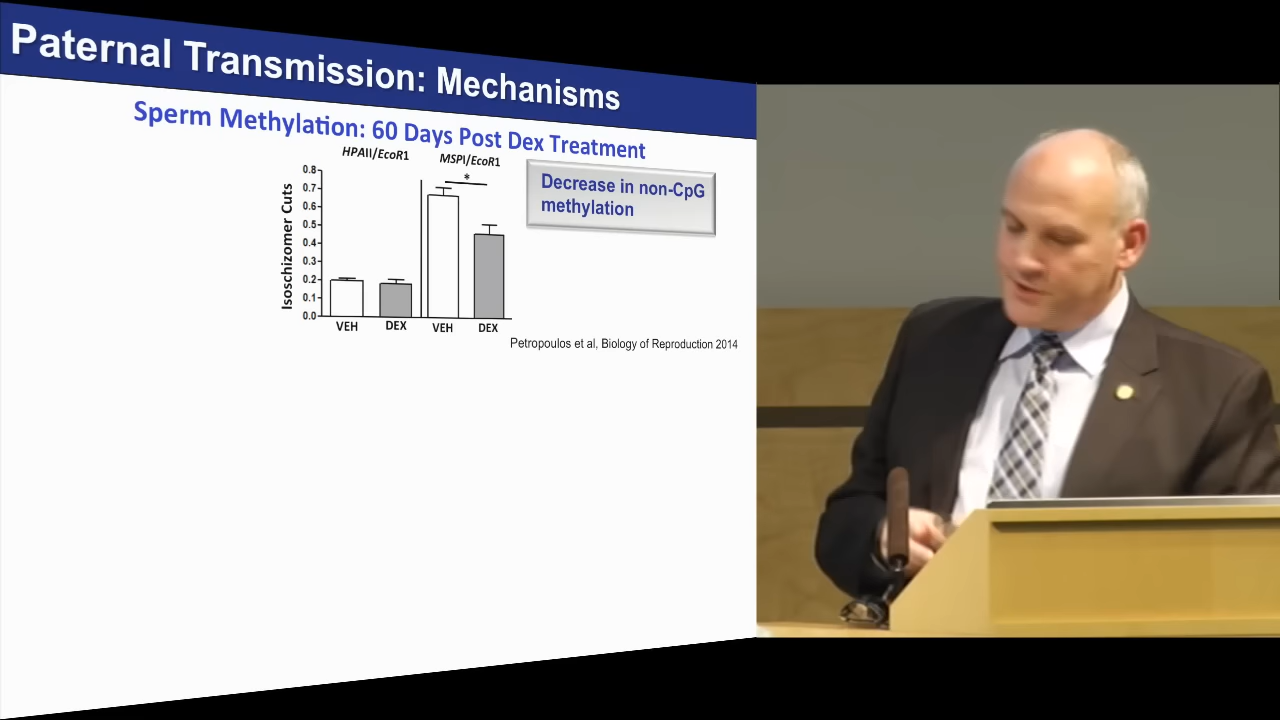 Paternal Transmission: Mechanisms
Sperm Methylation: 60 Days Post Dex Treatment
HPAII/EcoR1
MSPI/EcoR1
*
Decrease in non-CpG
methylation
Isoschizomer Cuts
0.8
0.7
0.6
0.5
0.4
0.3
0.2
0.1
0.0
VEH
DEX
VEH
DEX
Petropoulos et al, Biology of Reproduction 2014